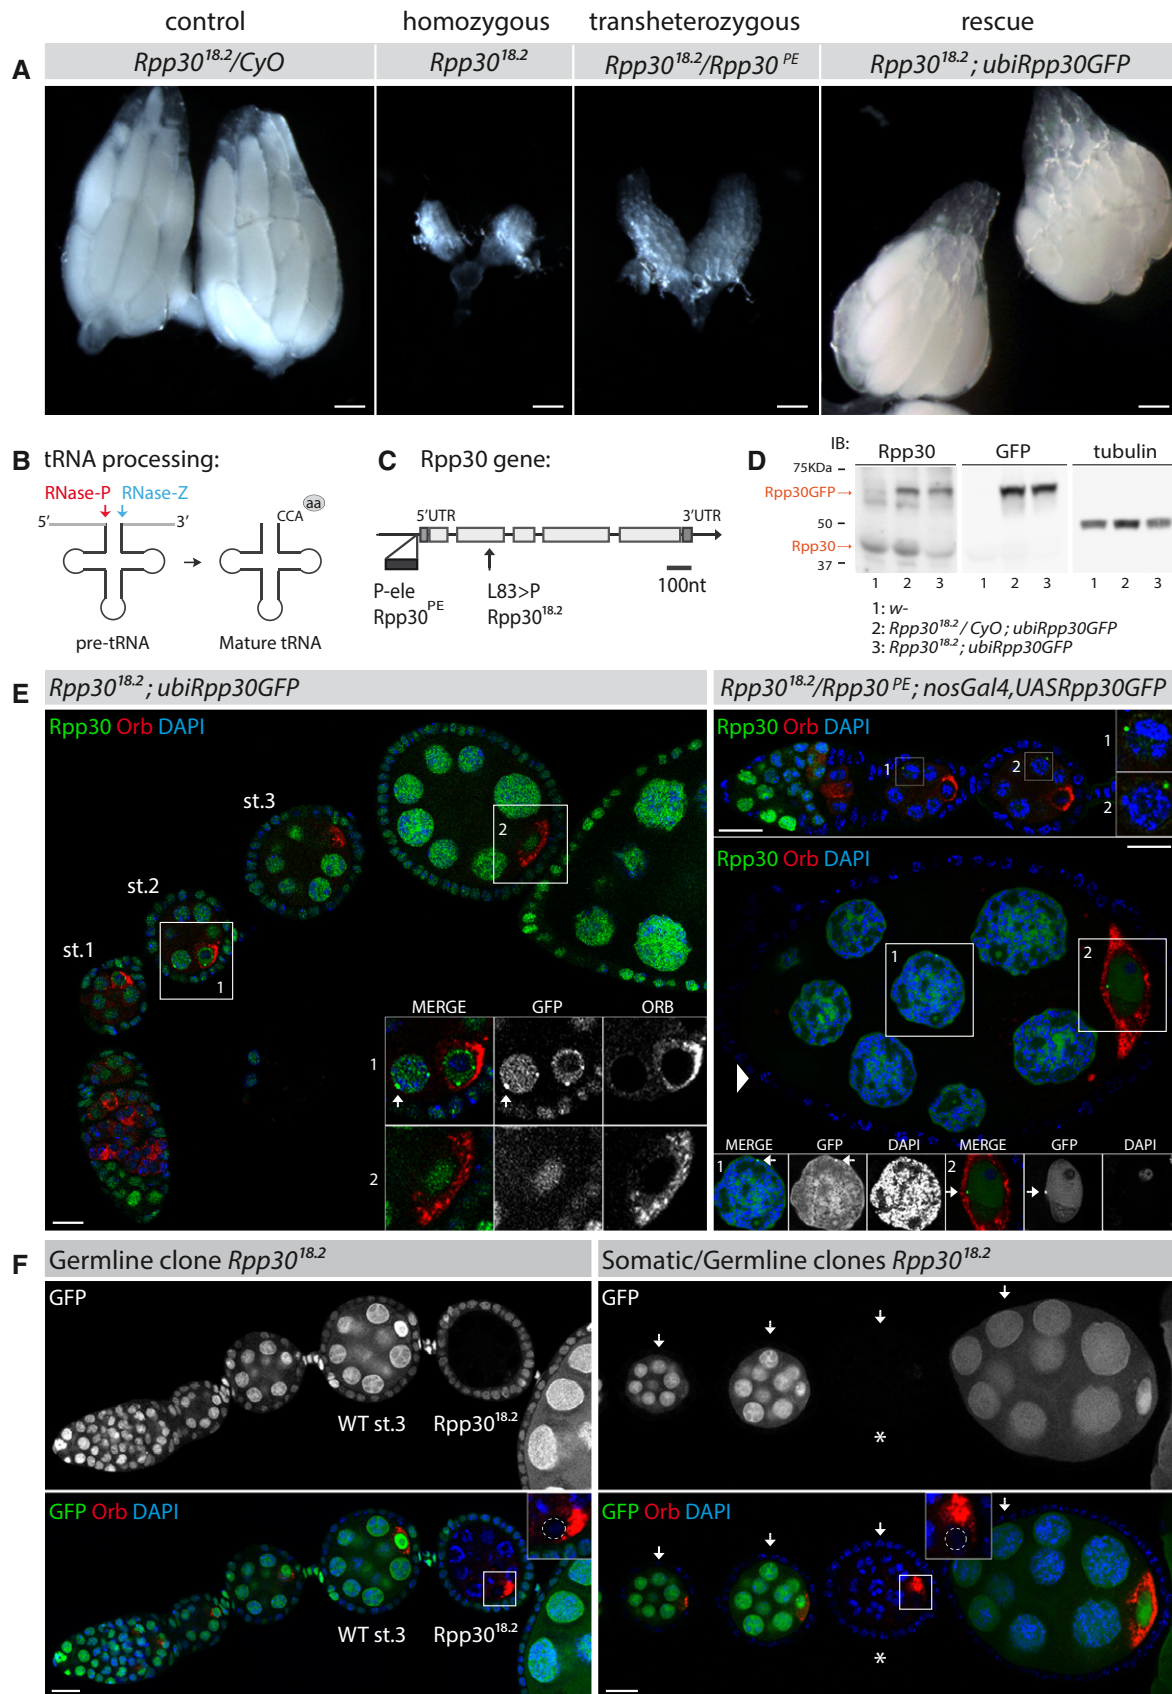 control homozygous transheterozygous rescue
A Rpp30^18.2/CyO Rpp30^18.2 Rpp30^18.2/Rpp30^PE Rpp30^18.2; ubiRpp30GFP
B tRNA processing:
RNase-P RNase-Z
5' 3' CCA aa
pre-tRNA Mature tRNA
C Rpp30 gene:
5'UTR 3'UTR
P-ele L83>P 100nt
Rpp30^PE Rpp30^18.2
D IB: Rpp30 GFP tubulin
75KDa
Rpp30GFP
50
Rpp30
37
1 2 3 1 2 3 1 2 3
1: w-
2: Rpp30^18.2/CyO; ubiRpp30GFP
3: Rpp30^18.2; ubiRpp30GFP
E Rpp30^18.2; ubiRpp30GFP
Rpp30 Orb DAPI
st.3
2
st.2
st.1
1
MERGE GFP ORB
1
2
Rpp30^18.2/Rpp30^PE; nosGal4,UASRpp30GFP
Rpp30 Orb DAPI
1 2
1
2
Rpp30 Orb DAPI
1 2
MERGE GFP DAPI MERGE GFP DAPI
1 2
F Germline clone Rpp30^18.2
GFP
WT st.3 Rpp30^18.2
GFP Orb DAPI
WT st.3 Rpp30^18.2
Somatic/Germline clones Rpp30^18.2
GFP
*
GFP Orb DAPI
*